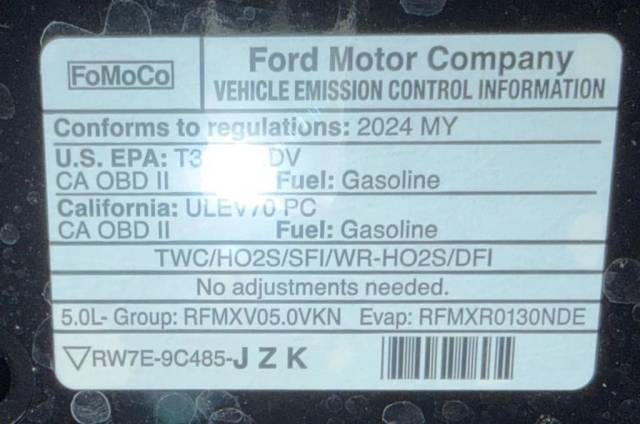 FoMoCo
Ford Motor Company
VEHICLE EMISSION CONTROL INFORMATION
Conforms to regulations: 2024 MY
U.S. EPA: DV
CA OBD II Fuel: Gasoline
California: ULEV70 PC
CA OBD II Fuel: Gasoline
TWC/HO2S/SFI/WR-HO2S/DFI
No adjustments needed.
5.0L- Group: RFMXV05.0VKN Evap: RFMXR0130NDE
▽RW7E-9C485-J Z K